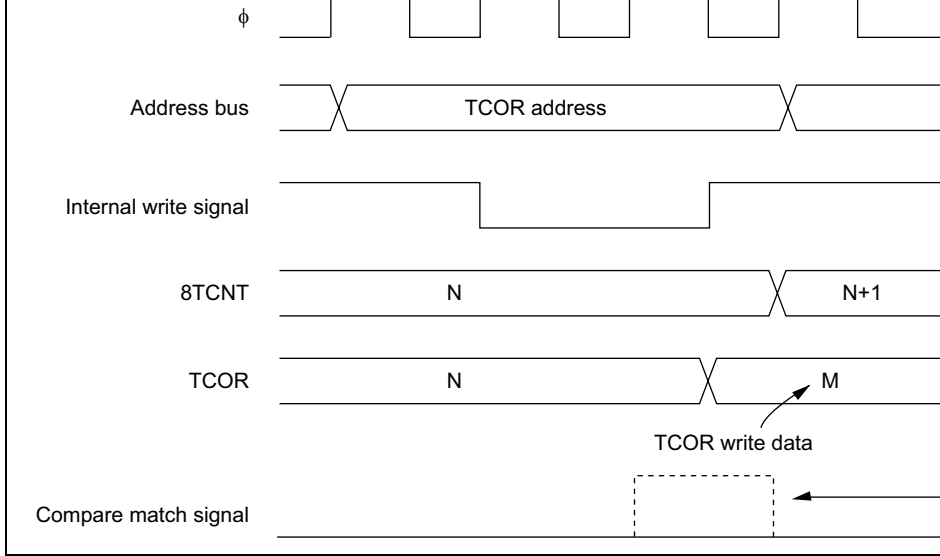 ϕ
Address bus
TCOR address
Internal write signal
8TCNT
N
N+1
TCOR
N
M
TCOR write data
Compare match signal